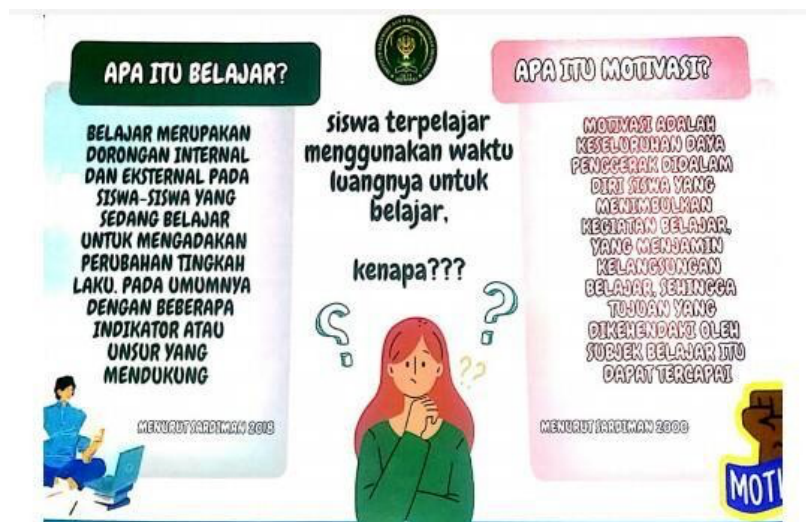 APA ITU BELAJAR?
BELAJAR MERUPAKAN
DORONGAN INTERNAL
DAN EKSTERNAL PADA
SISWA-SISWA YANG
SEDANG BELAJAR
UNTUK MENGADAKAN
PERUBAHAN TINGKAH
LAKU. PADA UMUMNYA
DENGAN BEBERAPA
INDIKATOR ATAU
UNSUR YANG
MENDUKUNG
MENURUT SARDIMAN 2018
siswa terpelajar
menggunakan waktu
luangnya untuk
belajar,
kenapa???
??
APA ITU MOTIVASI?
MOTIVASI ADALAH
KESELURUHAN DAYA
PENGGERAK DIDALAM
DIRI SISWA YANG
MENIMBULKAN
KEGIATAN BELAJAR,
YANG MENJAMIN
KELANGSUNGAN
BELAJAR, SEHINGGA
TUJUAN YANG
DIKEHENDAKI OLEH
SUBJEK BELAJAR ITU
DAPAT TERCAPAI
MENURUT SARDIMAN 2000
MOTI